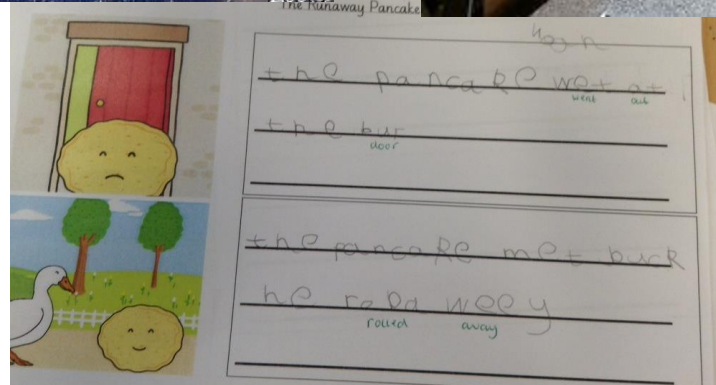 The Runaway Pancake
the pancake wet at
went out
the bur
door
the pancake met buck
he rold weey
rolled away